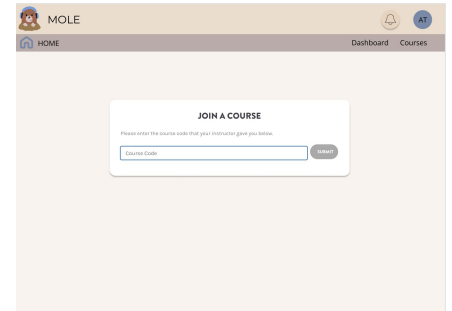 MOLE
AT
HOME
Dashboard Courses
JOIN A COURSE
Please enter the course code that your instructor gave you below.
Course Code
SUBMIT